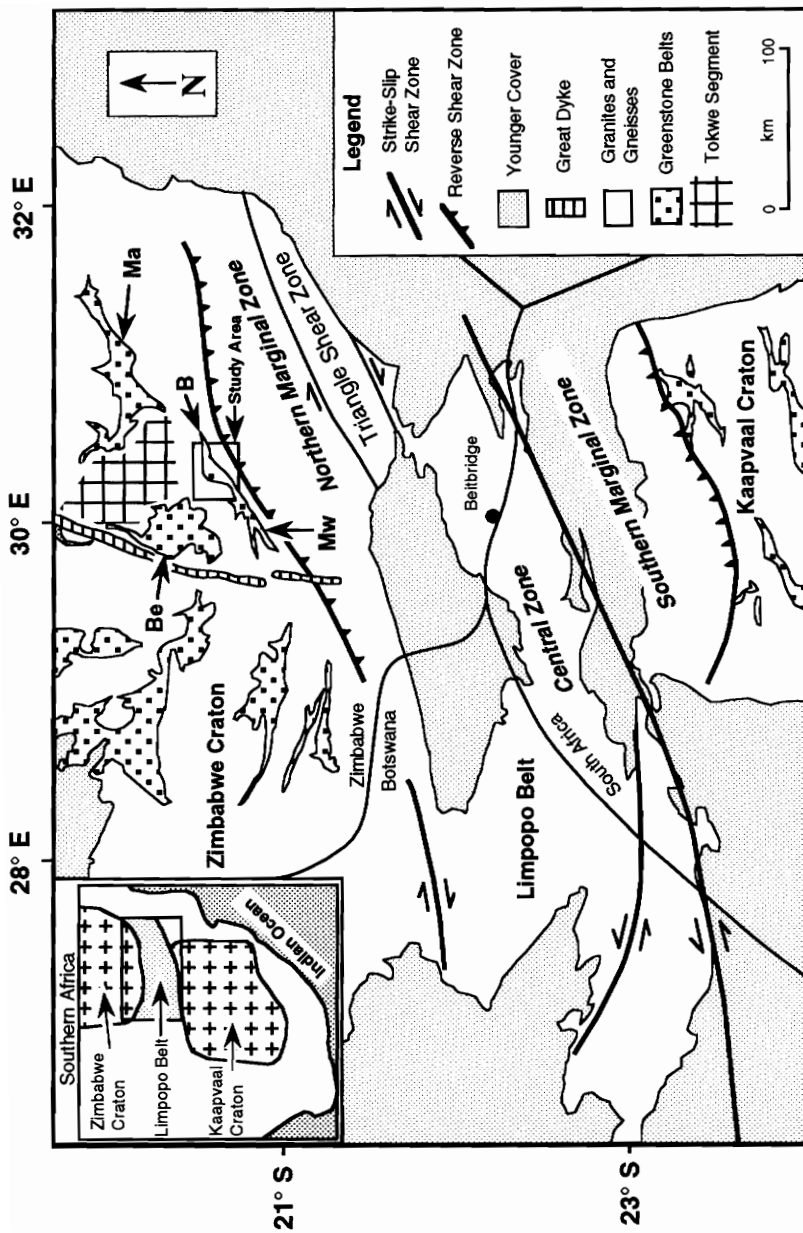 28° E
30° E
32° E
21° S
23° S
Southern Africa
Zimbabwe
Craton
Limpopo Belt
Kaapvaal
Craton
Indian Ocean
N
Ma
B
Be
Mw
Study Area
Zimbabwe Craton
Northern Marginal Zone
Triangle Shear Zone
Zimbabwe
Botswana
Beitbridge
Limpopo Belt
Central Zone
South Africa
Southern Marginal Zone
Kaapvaal Craton
Legend
Strike-Slip
Shear Zone
Reverse Shear Zone
Younger Cover
Great Dyke
Granites and
Gneisses
Greenstone Belts
Tokwe Segment
km
0
100